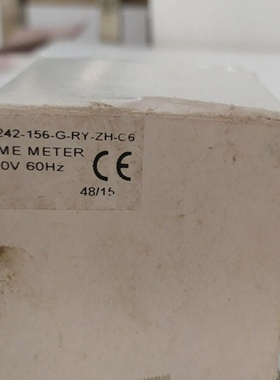 242-156-G-RY-ZH-C6
ME METER
0V 60Hz
CE
48/15